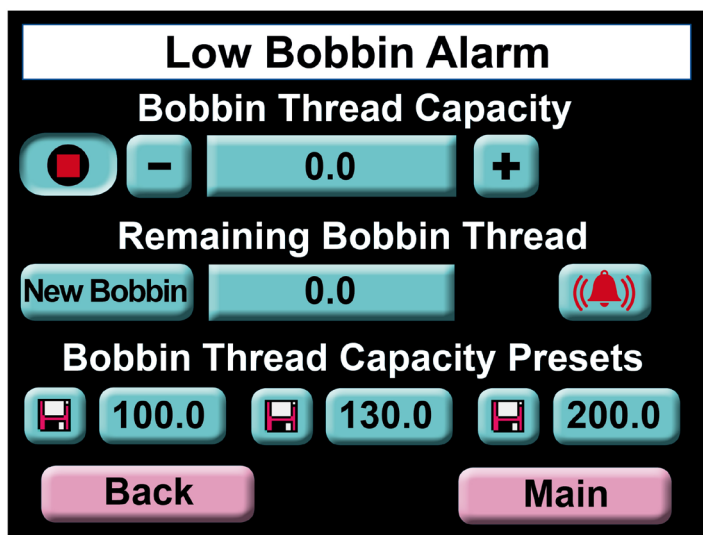 Low Bobbin Alarm
Bobbin Thread Capacity
- 0.0 +
Remaining Bobbin Thread
New Bobbin 0.0
Bobbin Thread Capacity Presets
100.0 130.0 200.0
Back Main